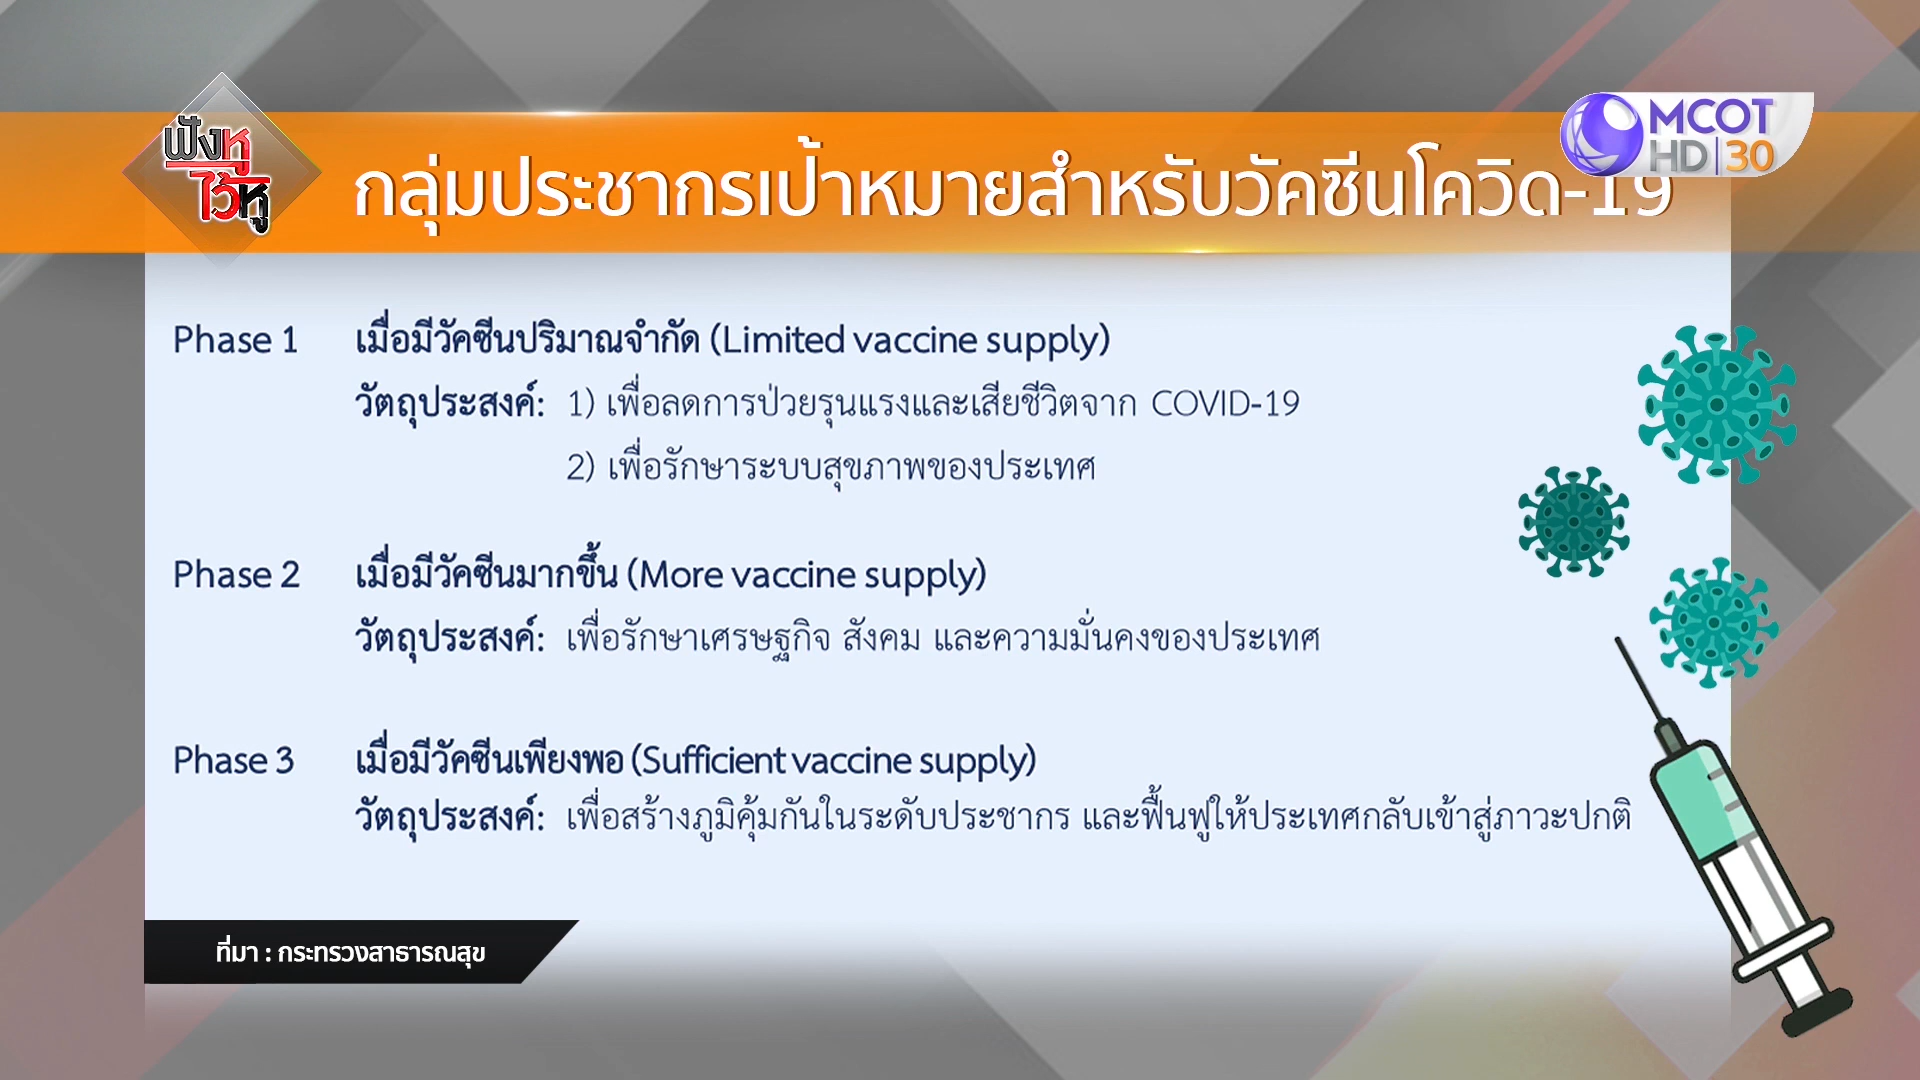 ฟังหู
ไว้หู
MCOT
HD 30
กลุ่มประชากรเป้าหมายสำหรับวัคซีนโควิด-19
Phase 1 เมื่อมีวัคซีนปริมาณจำกัด (Limited vaccine supply)
วัตถุประสงค์: 1) เพื่อลดการป่วยรุนแรงและเสียชีวิตจาก COVID-19
2) เพื่อรักษาระบบสุขภาพของประเทศ
Phase 2 เมื่อมีวัคซีนมากขึ้น (More vaccine supply)
วัตถุประสงค์: เพื่อรักษาเศรษฐกิจ สังคม และความมั่นคงของประเทศ
Phase 3 เมื่อมีวัคซีนเพียงพอ (Sufficient vaccine supply)
วัตถุประสงค์: เพื่อสร้างภูมิคุ้มกันในระดับประชากร และฟื้นฟูให้ประเทศกลับเข้าสู่ภาวะปกติ
ที่มา : กระทรวงสาธารณสุข